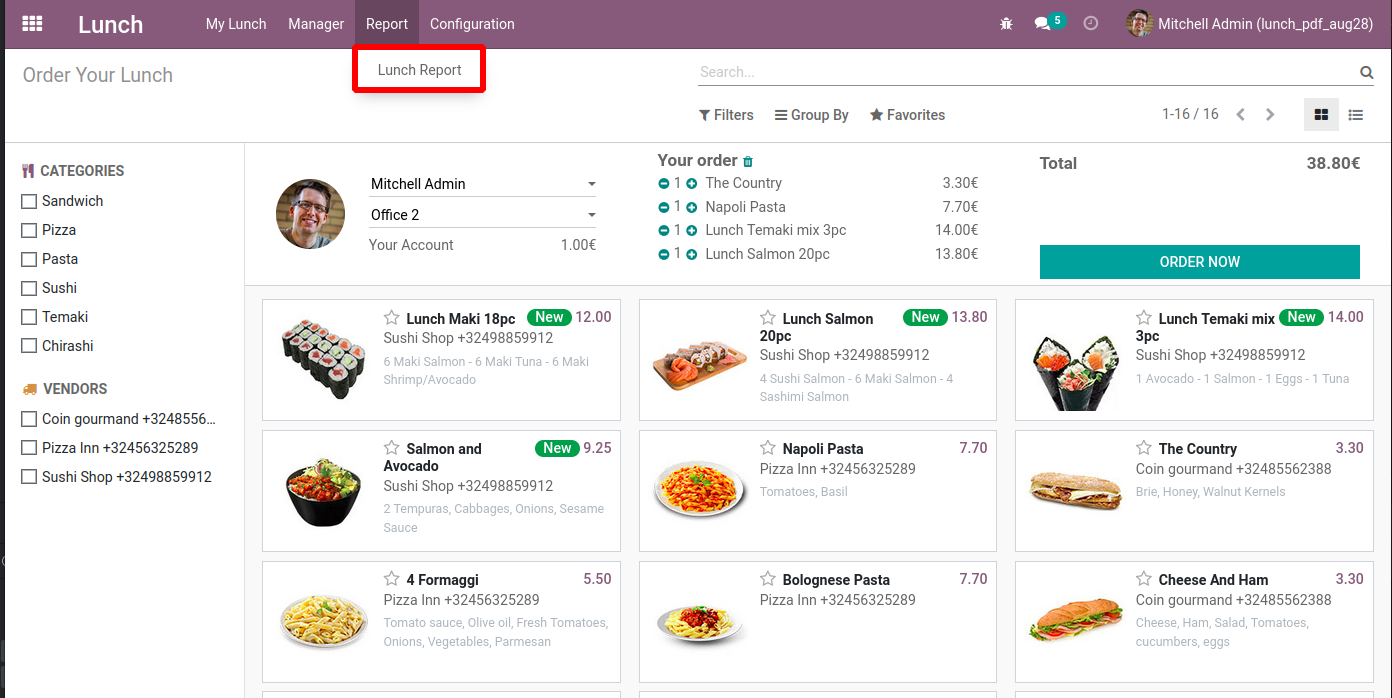 Lunch
My Lunch
Manager
Report
Configuration
5
Mitchell Admin (lunch_pdf_aug28)
Lunch Report
Order Your Lunch
Search...
Filters
Group By
Favorites
1-16 / 16
CATEGORIES
Sandwich
Pizza
Pasta
Sushi
Temaki
Chirashi
VENDORS
Coin gourmand +3248556...
Pizza Inn +32456325289
Sushi Shop +32498859912
Mitchell Admin
Office 2
Your Account 1.00€
Your order
1 The Country 3.30€
1 Napoli Pasta 7.70€
1 Lunch Temaki mix 3pc 14.00€
1 Lunch Salmon 20pc 13.80€
Total 38.80€
ORDER NOW
Lunch Maki 18pc New 12.00
Sushi Shop +32498859912
6 Maki Salmon - 6 Maki Tuna - 6 Maki
Shrimp/Avocado
Lunch Salmon New 13.80
20pc
Sushi Shop +32498859912
4 Sushi Salmon - 6 Maki Salmon - 4
Sashimi Salmon
Lunch Temaki mix New 14.00
3pc
Sushi Shop +32498859912
1 Avocado - 1 Salmon - 1 Eggs - 1 Tuna
Salmon and New 9.25
Avocado
Sushi Shop +32498859912
2 Tempuras, Cabbages, Onions, Sesame
Sauce
Napoli Pasta 7.70
Pizza Inn +32456325289
Tomatoes, Basil
The Country 3.30
Coin gourmand +32485562388
Brie, Honey, Walnut Kernels
4 Formaggi 5.50
Pizza Inn +32456325289
Tomato sauce, Olive oil, Fresh Tomatoes,
Onions, Vegetables, Parmesan
Bolognese Pasta 7.70
Pizza Inn +32456325289
Cheese And Ham 3.30
Coin gourmand +32485562388
Cheese, Ham, Salad, Tomatoes,
cucumbers, eggs